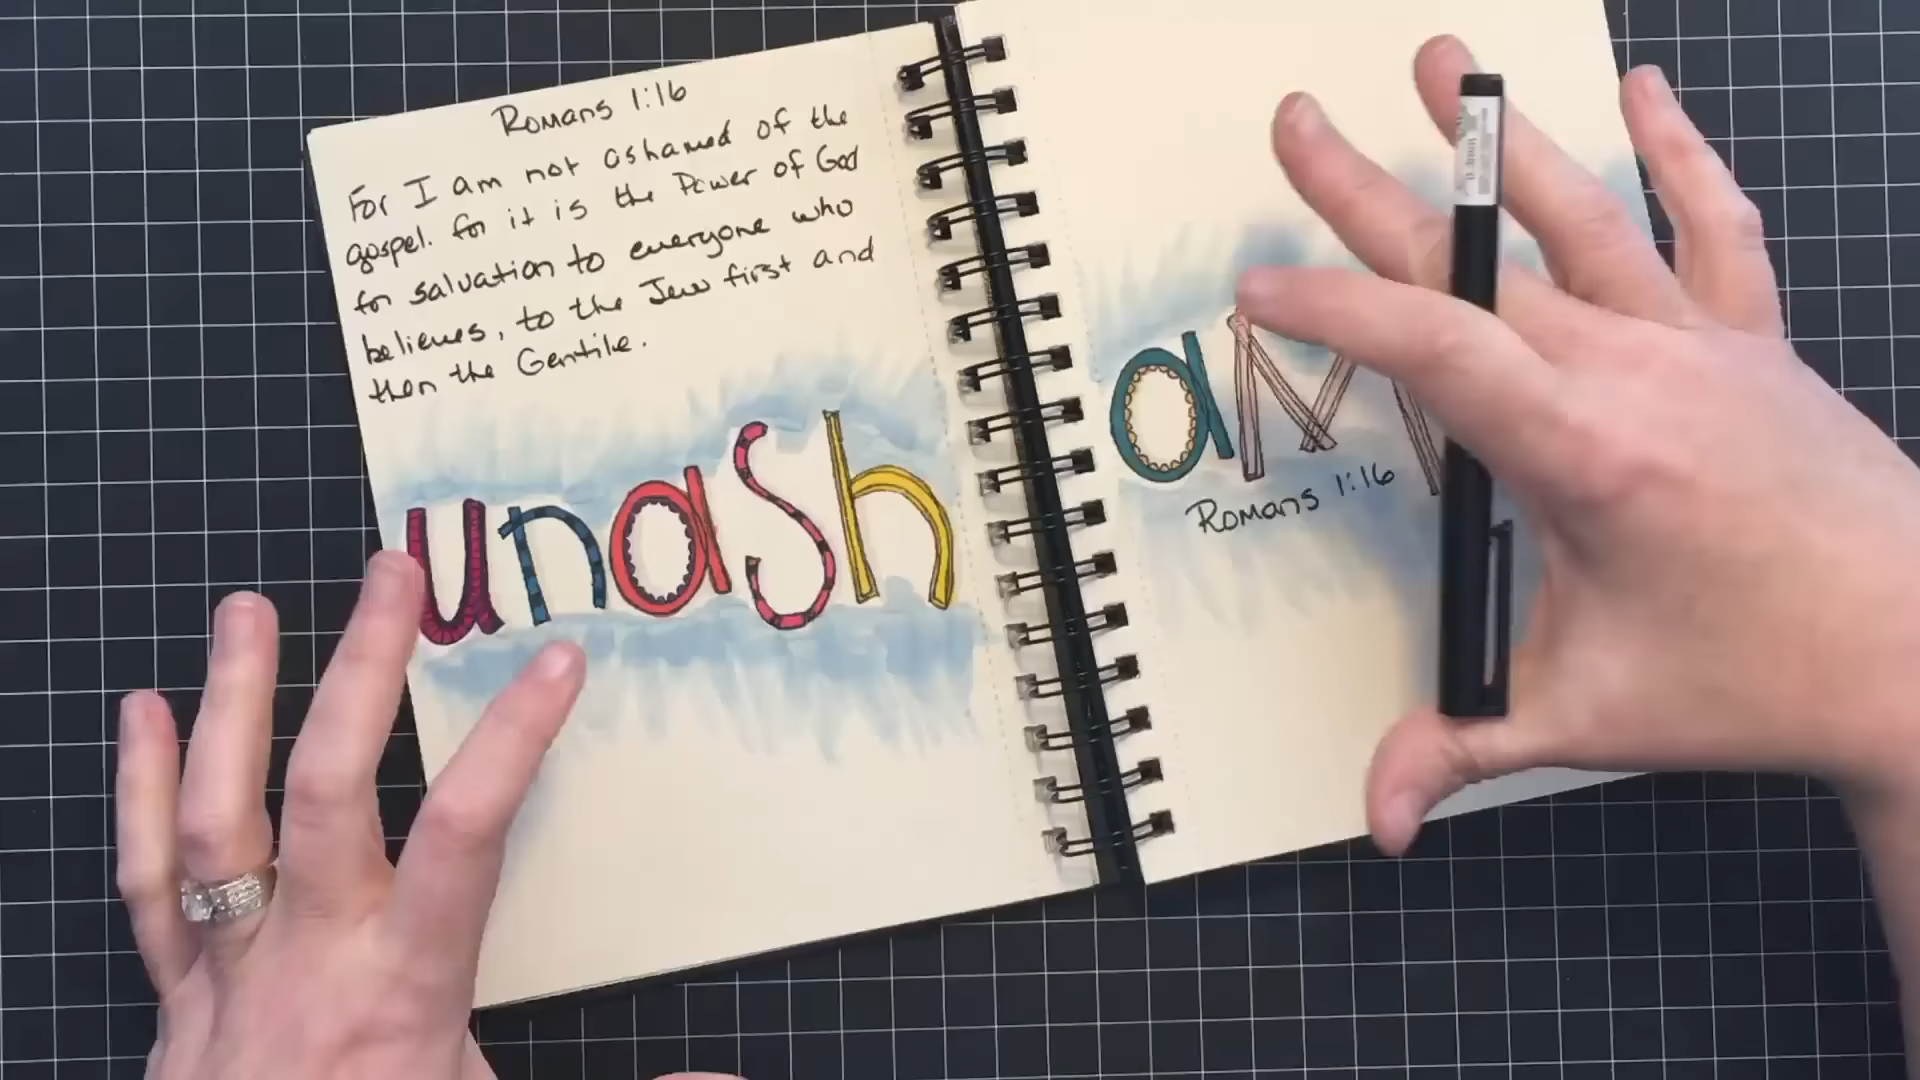 Romans 1:16
For I am not ashamed of the
gospel. for it is the Power of God
for salvation to everyone who
believes, to the Jew first and
then the Gentile.
unash
am
Romans 1:16